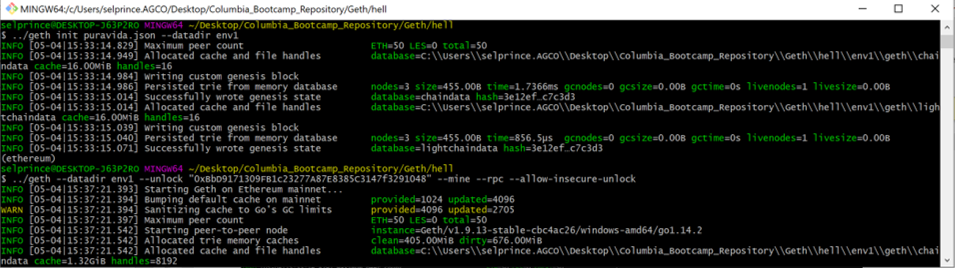 MINGW64:/c/Users/selprince.AGCO/Desktop/Columbia_Bootcamp_Repository/Geth/hell
selprince@DESKTOP-J63P2RO MINGW64 ~/Desktop/Columbia_Bootcamp_Repository/Geth/hell
$ ../geth init puravida.json --datadir env1
INFO [05-04|15:33:14.829] Maximum peer count ETH=50 LES=0 total=50
INFO [05-04|15:33:14.949] Allocated cache and file handles database=C:\\Users\\selprince.AGCO\\Desktop\\Columbia_Bootcamp_Repository\\Geth\\hell\\env1\\geth\\chai
ndata cache=16.00MiB handles=16
INFO [05-04|15:33:14.984] Writing custom genesis block
INFO [05-04|15:33:14.986] Persisted trie from memory database nodes=3 size=455.00B time=1.7366ms gcnodes=0 gcsize=0.00B gctime=0s livenodes=1 livesize=0.00B
INFO [05-04|15:33:15.014] Successfully wrote genesis state database=chaindata hash=3e12ef…c7c3d3
INFO [05-04|15:33:15.014] Allocated cache and file handles database=C:\\Users\\selprince.AGCO\\Desktop\\Columbia_Bootcamp_Repository\\Geth\\hell\\env1\\geth\\ligh
tchaindata cache=16.00MiB handles=16
INFO [05-04|15:33:15.039] Writing custom genesis block
INFO [05-04|15:33:15.040] Persisted trie from memory database nodes=3 size=455.00B time=856.5µs gcnodes=0 gcsize=0.00B gctime=0s livenodes=1 livesize=0.00B
INFO [05-04|15:33:15.071] Successfully wrote genesis state database=lightchaindata hash=3e12ef…c7c3d3
(ethereum)
selprince@DESKTOP-J63P2RO MINGW64 ~/Desktop/Columbia_Bootcamp_Repository/Geth/hell
$ ../geth --datadir env1 --unlock "0xBbD9171309FB1c23277A87E8385C3147f3291048" --mine --rpc --allow-insecure-unlock
INFO [05-04|15:37:21.393] Starting Geth on Ethereum mainnet...
INFO [05-04|15:37:21.394] Bumping default cache on mainnet provided=1024 updated=4096
WARN [05-04|15:37:21.394] Sanitizing cache to Go's GC limits provided=4096 updated=2705
INFO [05-04|15:37:21.397] Maximum peer count ETH=50 LES=0 total=50
INFO [05-04|15:37:21.542] Starting peer-to-peer node instance=Geth/v1.9.13-stable-cbc4ac26/windows-amd64/go1.14.2
INFO [05-04|15:37:21.542] Allocated trie memory caches clean=405.00MiB dirty=676.00MiB
INFO [05-04|15:37:21.542] Allocated cache and file handles database=C:\\Users\\selprince.AGCO\\Desktop\\Columbia_Bootcamp_Repository\\Geth\\hell\\env1\\geth\\chai
ndata cache=1.32GiB handles=8192